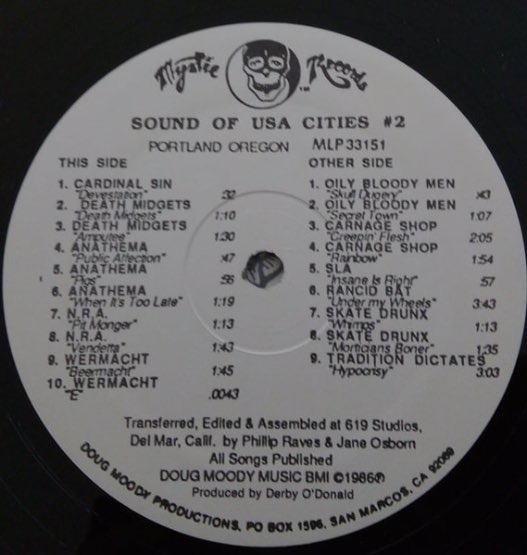 Mystic Records
TM
SOUND OF USA CITIES #2
PORTLAND OREGON MLP33151
THIS SIDE
1. CARDINAL SIN
"Devestation" :32
2. DEATH MIDGETS
"Death Midgets" 1:10
3. DEATH MIDGETS
"Amputee" 1:30
4. ANATHEMA
"Public Affection" :47
5. ANATHEMA
"Pigs" :56
6. ANATHEMA
"When It's Too Late" 1:19
7. N.R.A.
"Pit Monger" 1:13
8. N.R.A.
"Vendetta" 1:43
9. WERMACHT
"Beermacht" 1:45
10. WERMACHT
"E" .0043
OTHER SIDE
1. OILY BLOODY MEN
"Skull Dugery" :43
2. OILY BLOODY MEN
"Secret Town" 1:07
3. CARNAGE SHOP
"Creepin' Flesh" 2:05
4. CARNAGE SHOP
"Rainbow" 1:54
5. SLA
"Insane Is Right" :57
6. RANCID BAT
"Under my Wheels" 3:43
7. SKATE DRUNX
"Whimps" 1:13
8. SKATE DRUNX
"Morticians Boner" 1:35
9. TRADITION DICTATES
"Hypocrisy" 3:03
Transferred, Edited & Assembled at 619 Studios,
Del Mar, Calif. by Phillip Raves & Jane Osborn
All Songs Published
DOUG MOODY MUSIC BMI ©1986℗
Produced by Derby O'Donald
DOUG MOODY PRODUCTIONS, PO BOX 1596, SAN MARCOS, CA 92069